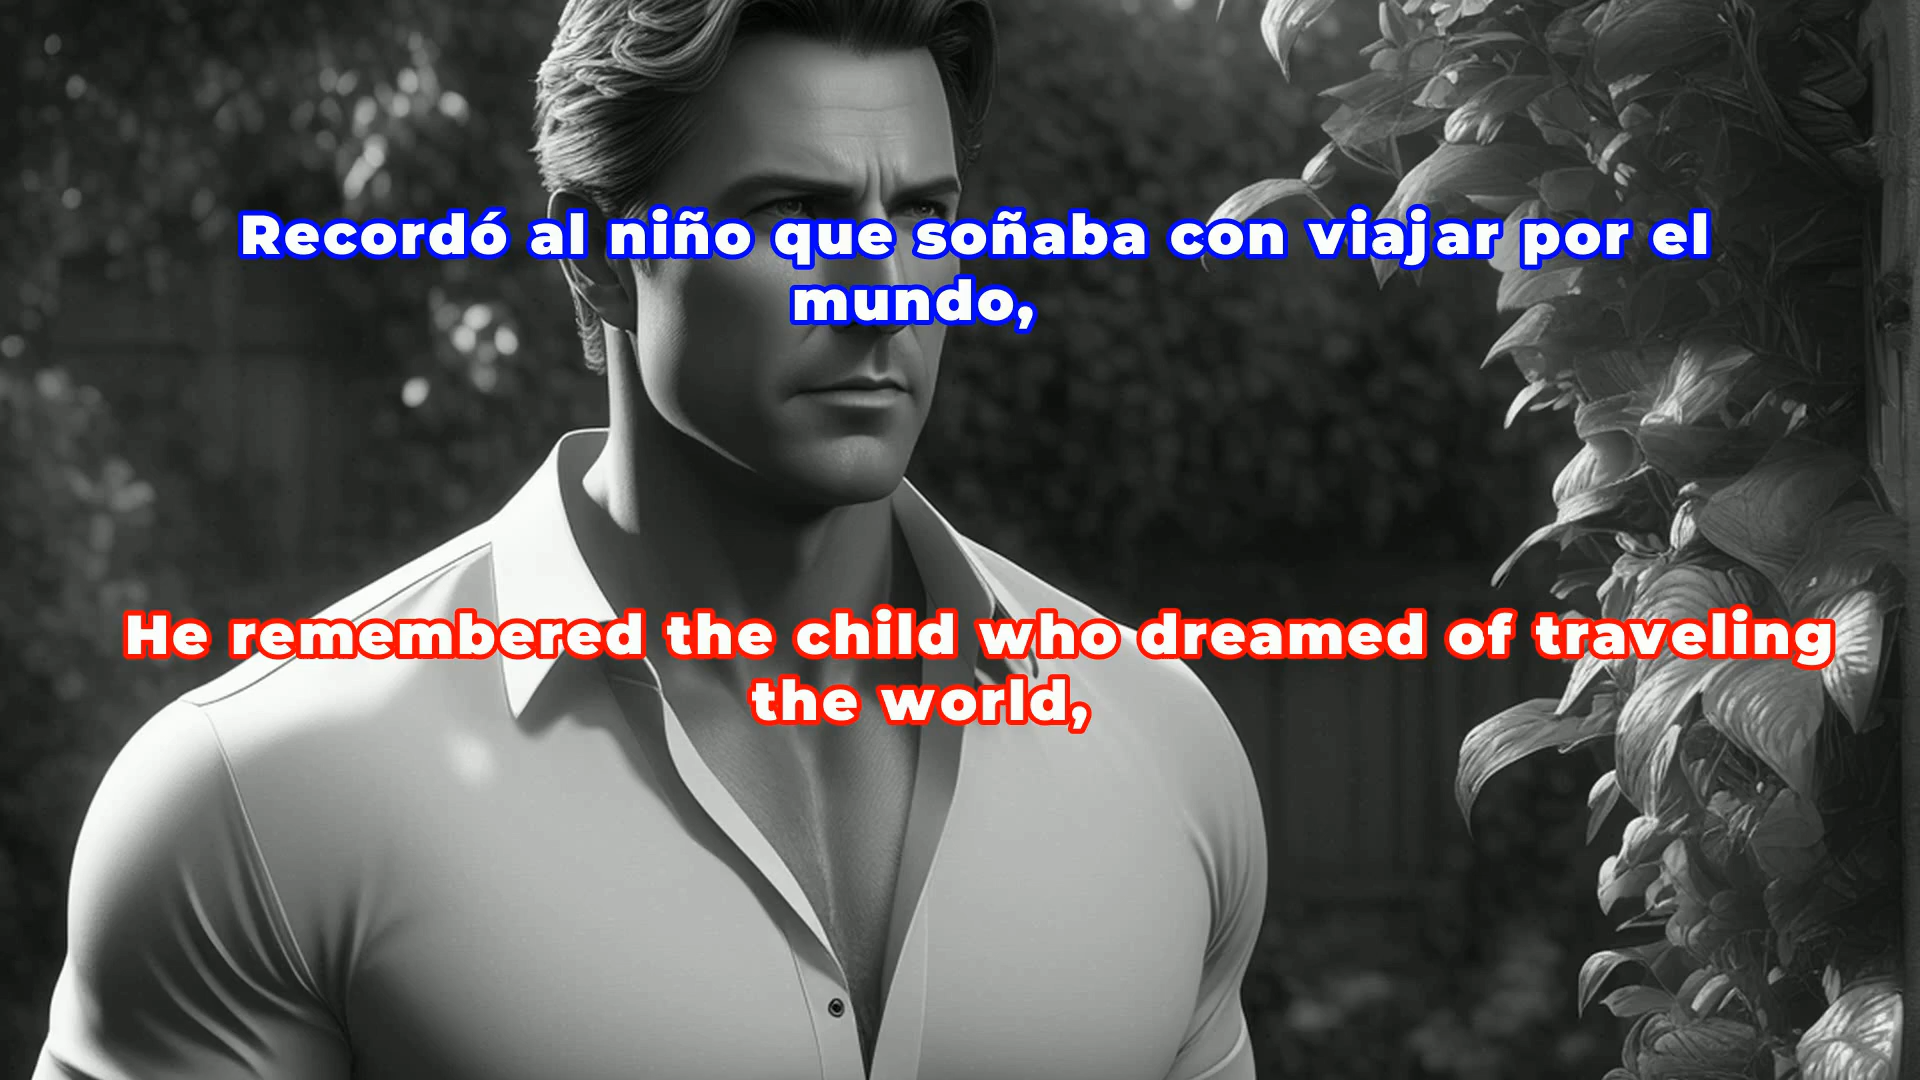 Recordó al niño que soñaba con viajar por el
mundo,
He remembered the child who dreamed of traveling
the world,